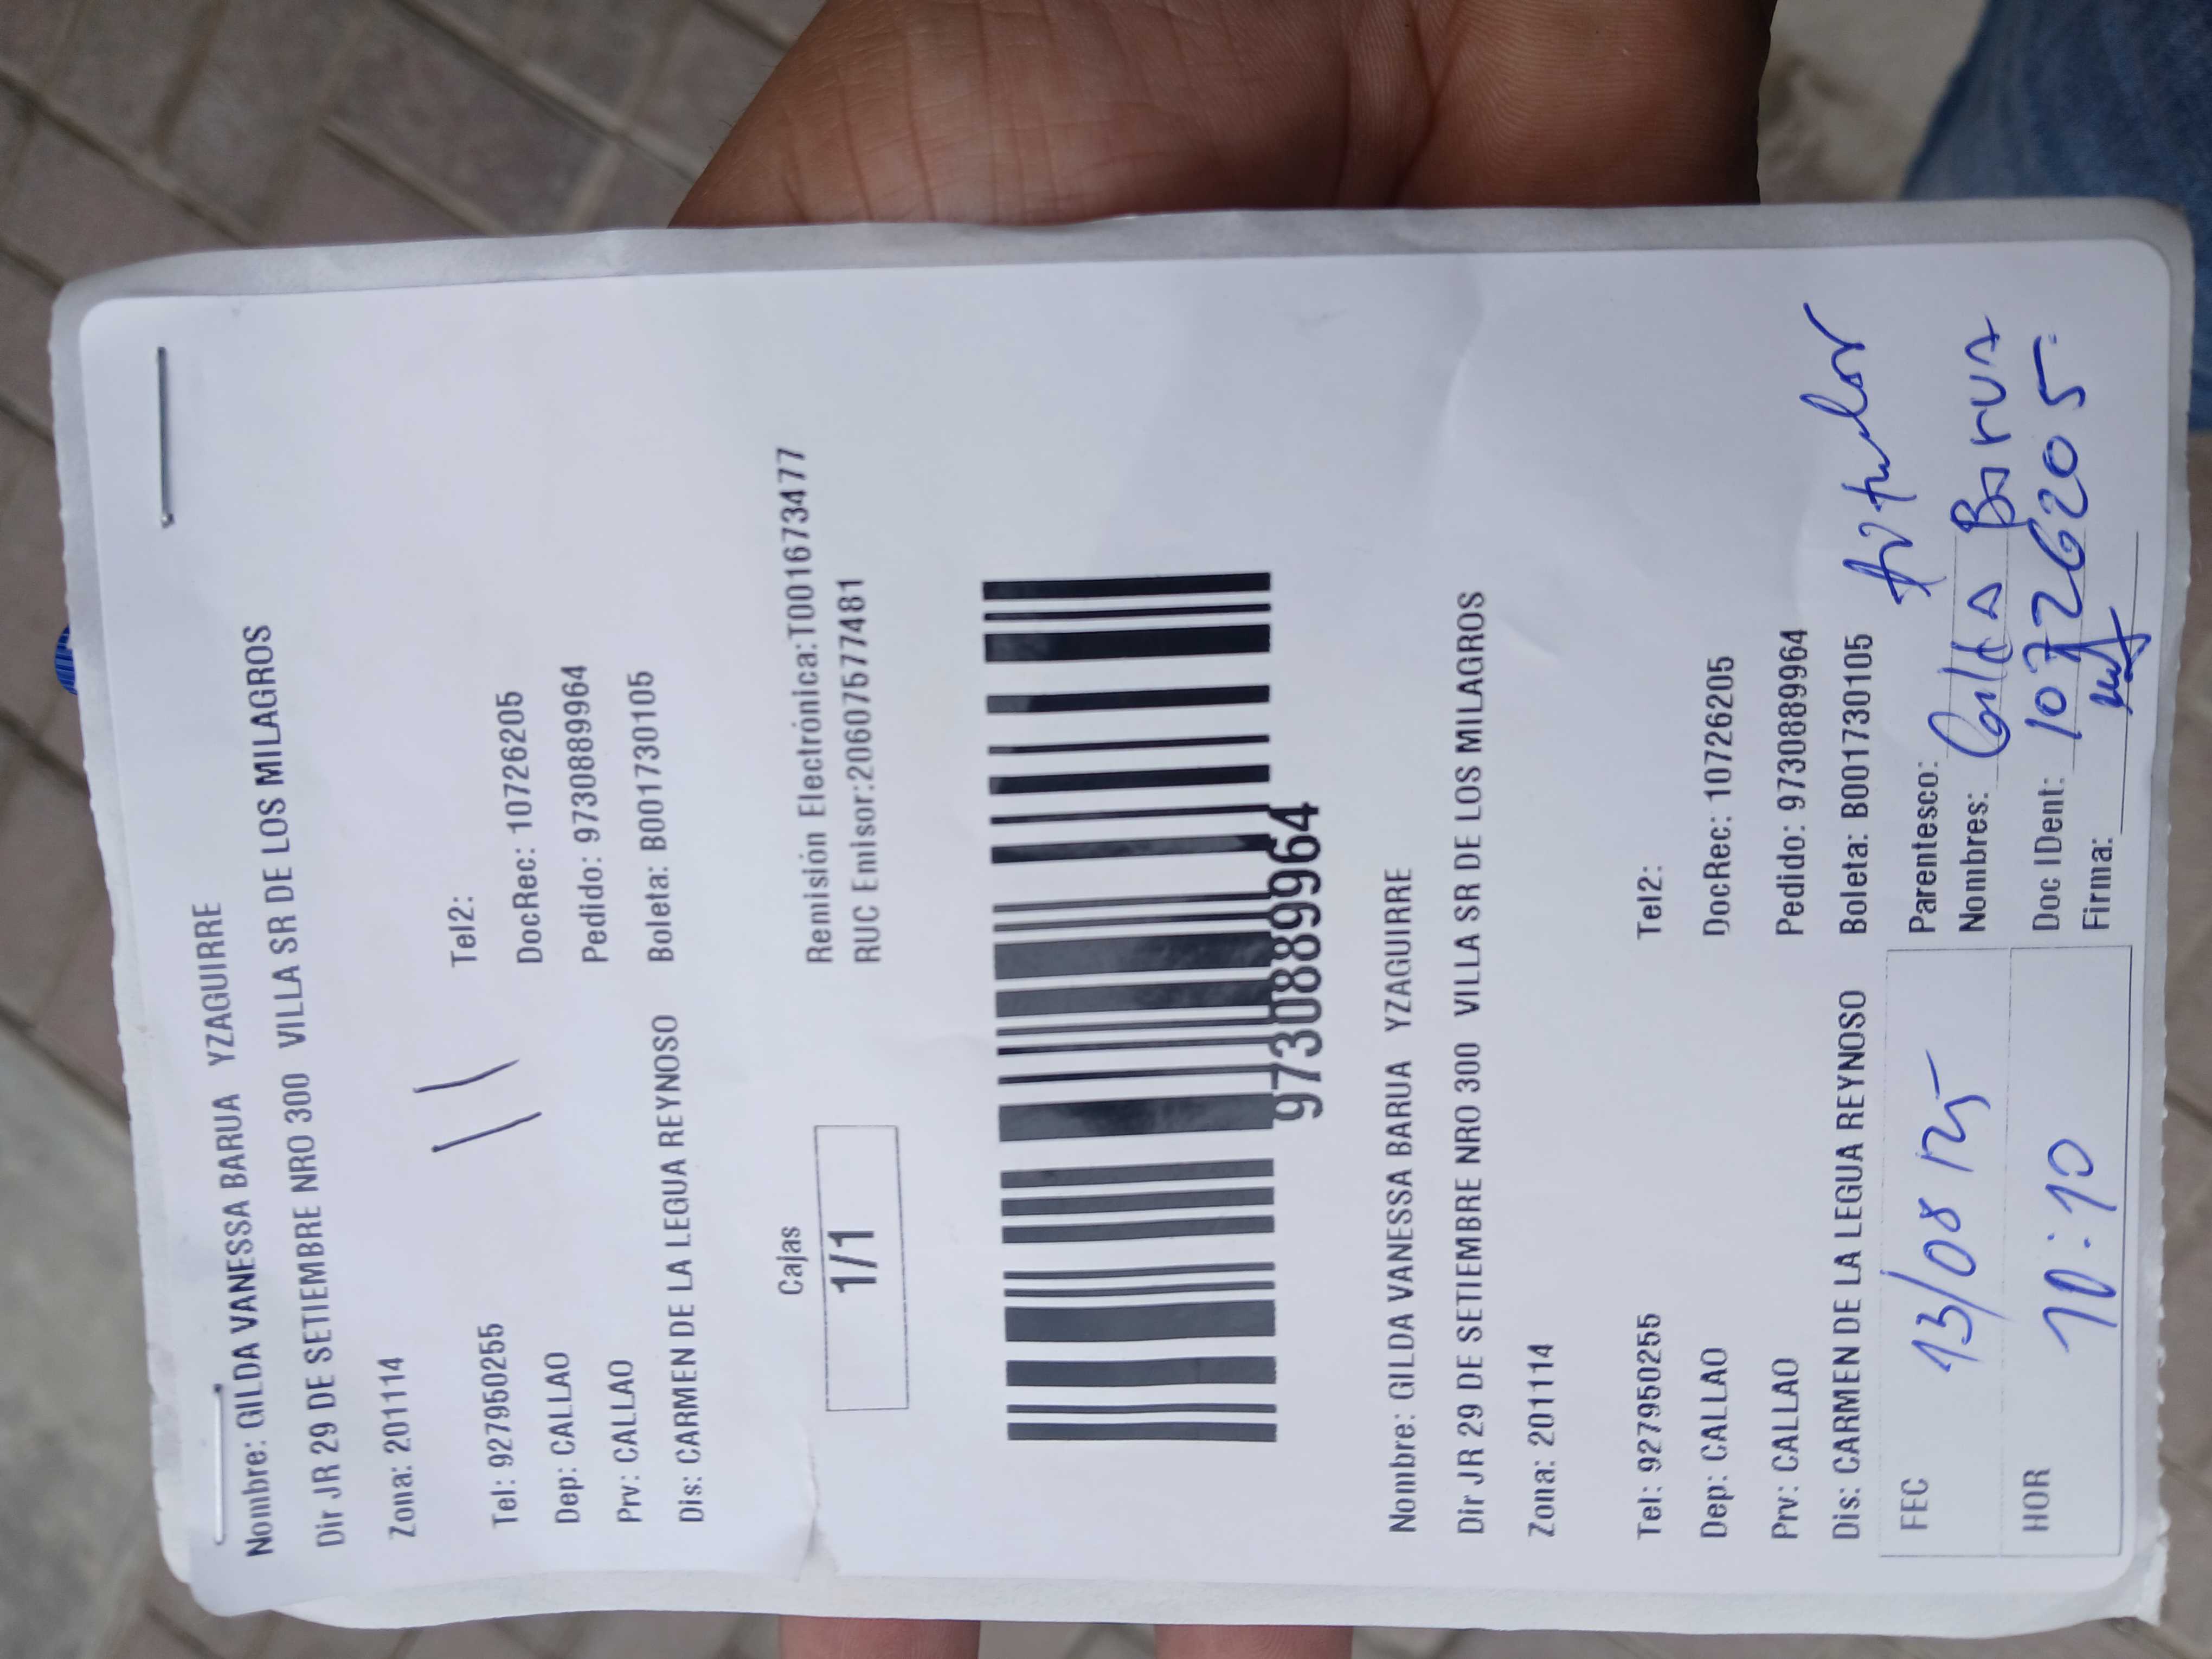 Nombre: GILDA VANESSA BARUA YZAGUIRRE
Dir JR 29 DE SETIEMBRE NRO 300 VILLA SR DE LOS MILAGROS
Zona: 201114
Tel: 927950255 Tel2:
Dep: CALLAO DocRec: 10726205
Prv: CALLAO Pedido: 9730889964
Dis: CARMEN DE LA LEGUA REYNOSO Boleta: B001730105
Cajas
1/1
Remisión Electrónica:T001673477
RUC Emisor:20607577481
9730889964
Nombre: GILDA VANESSA BARUA YZAGUIRRE
Dir JR 29 DE SETIEMBRE NRO 300 VILLA SR DE LOS MILAGROS
Zona: 201114
Tel: 927950255 Tel2:
Dep: CALLAO DocRec: 10726205
Prv: CALLAO Pedido: 9730889964
Dis: CARMEN DE LA LEGUA REYNOSO Boleta: B001730105
FEC 13/08 25
HOR 10:10
Parentesco: titular
Nombres: Gilda Barua
Doc IDent: 10726205
Firma: